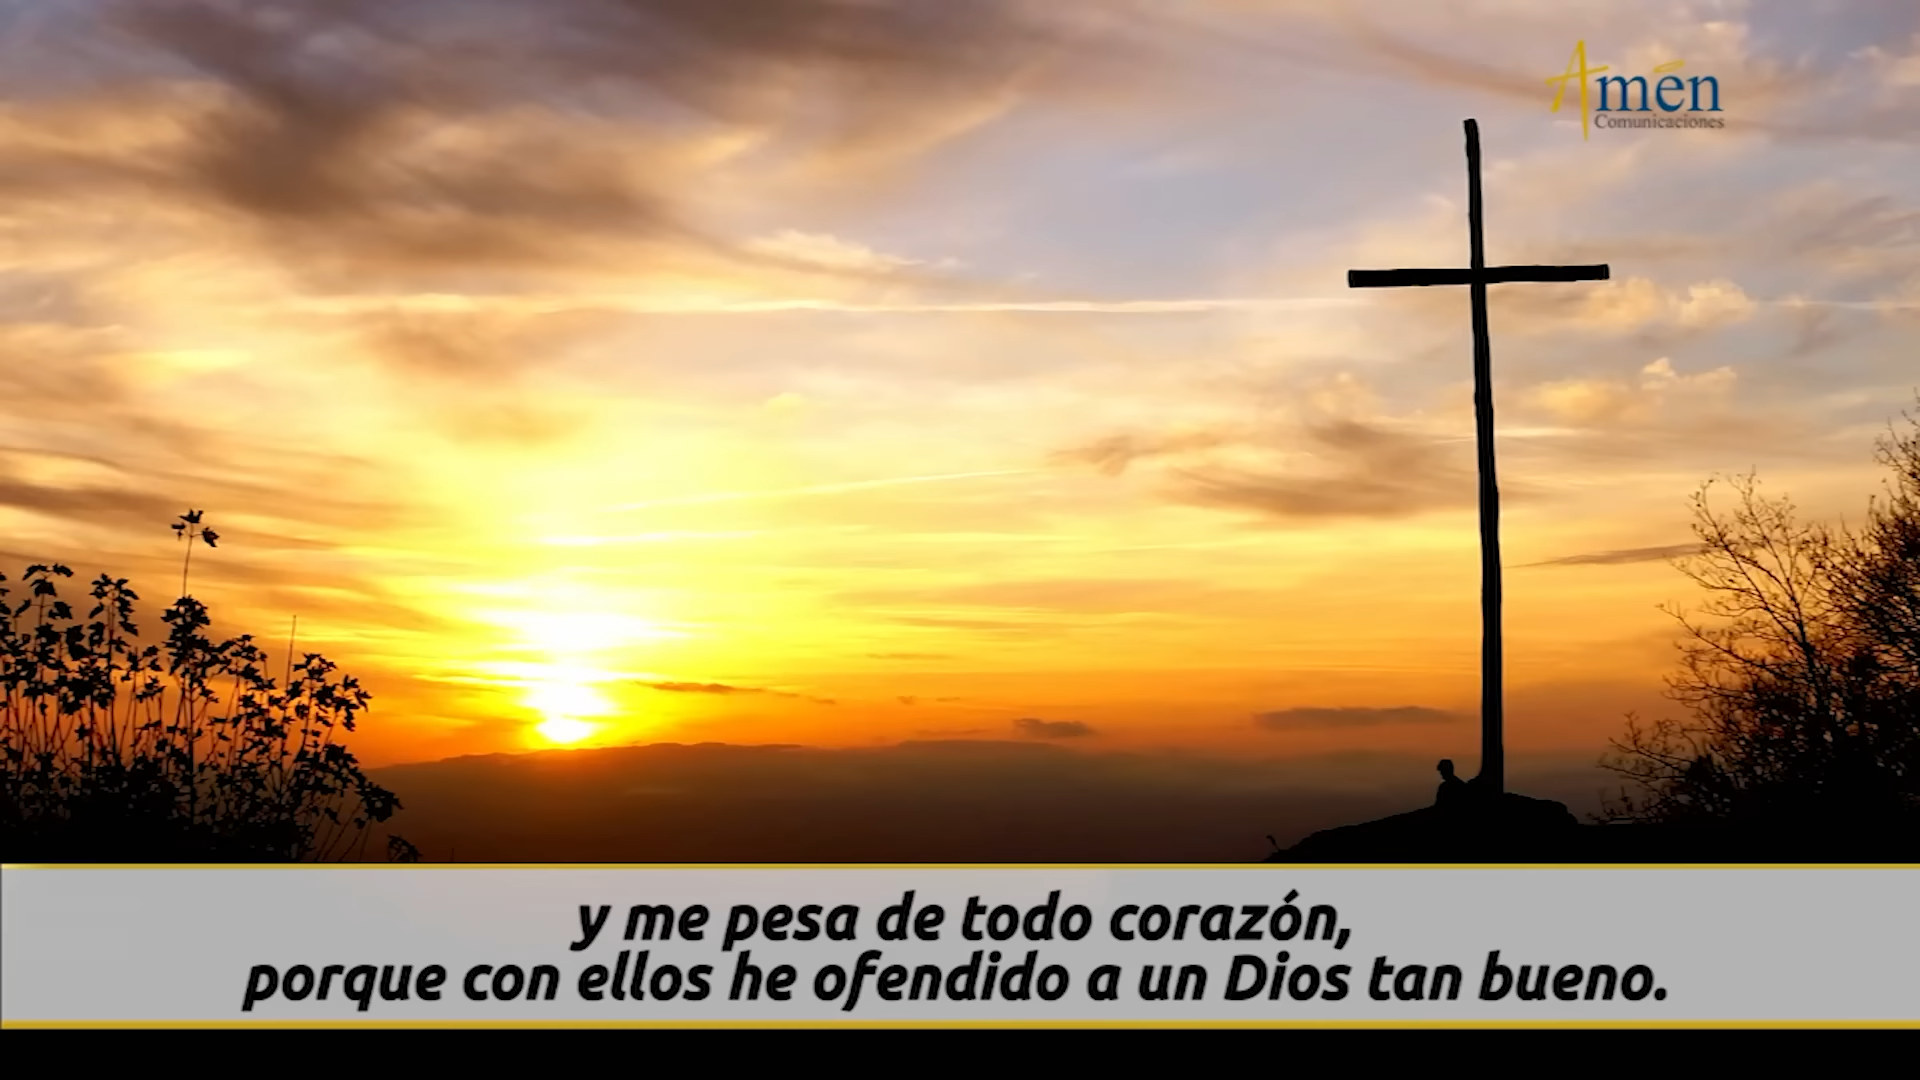 Amén
Comunicaciones
y me pesa de todo corazón,
porque con ellos he ofendido a un Dios tan bueno.